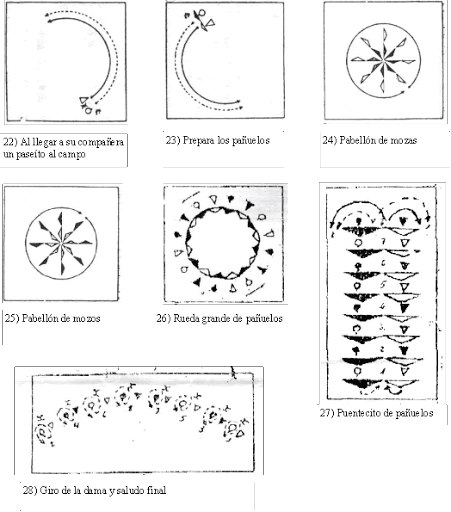 22) Al llegar a su compañera
un paseíto al campo
23) Prepara los pañuelos
24) Pabellón de mozas
25) Pabellón de mozos
26) Rueda grande de pañuelos
27) Puentecito de pañuelos
28) Giro de la dama y saludo final